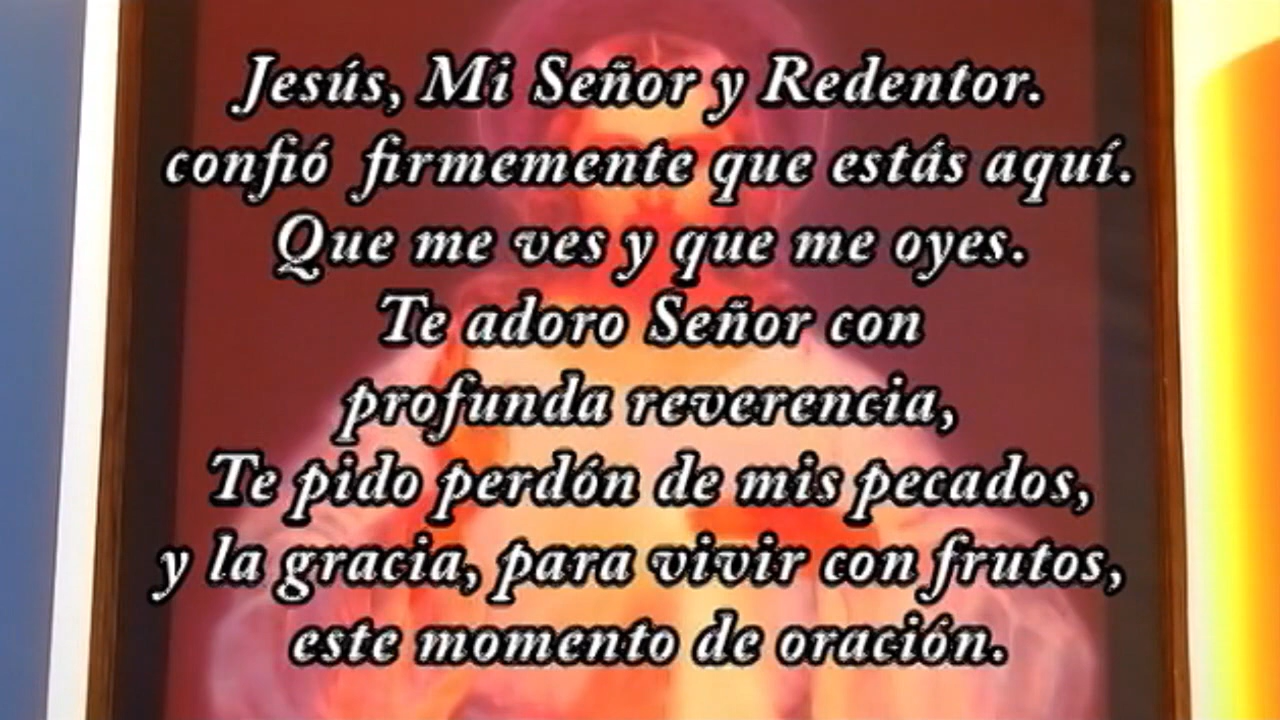 Jesús, Mi Señor y Redentor.
confió firmemente que estás aquí.
Que me ves y que me oyes.
Te adoro Señor con
profunda reverencia,
Te pido perdón de mis pecados,
y la gracia, para vivir con frutos,
este momento de oración.